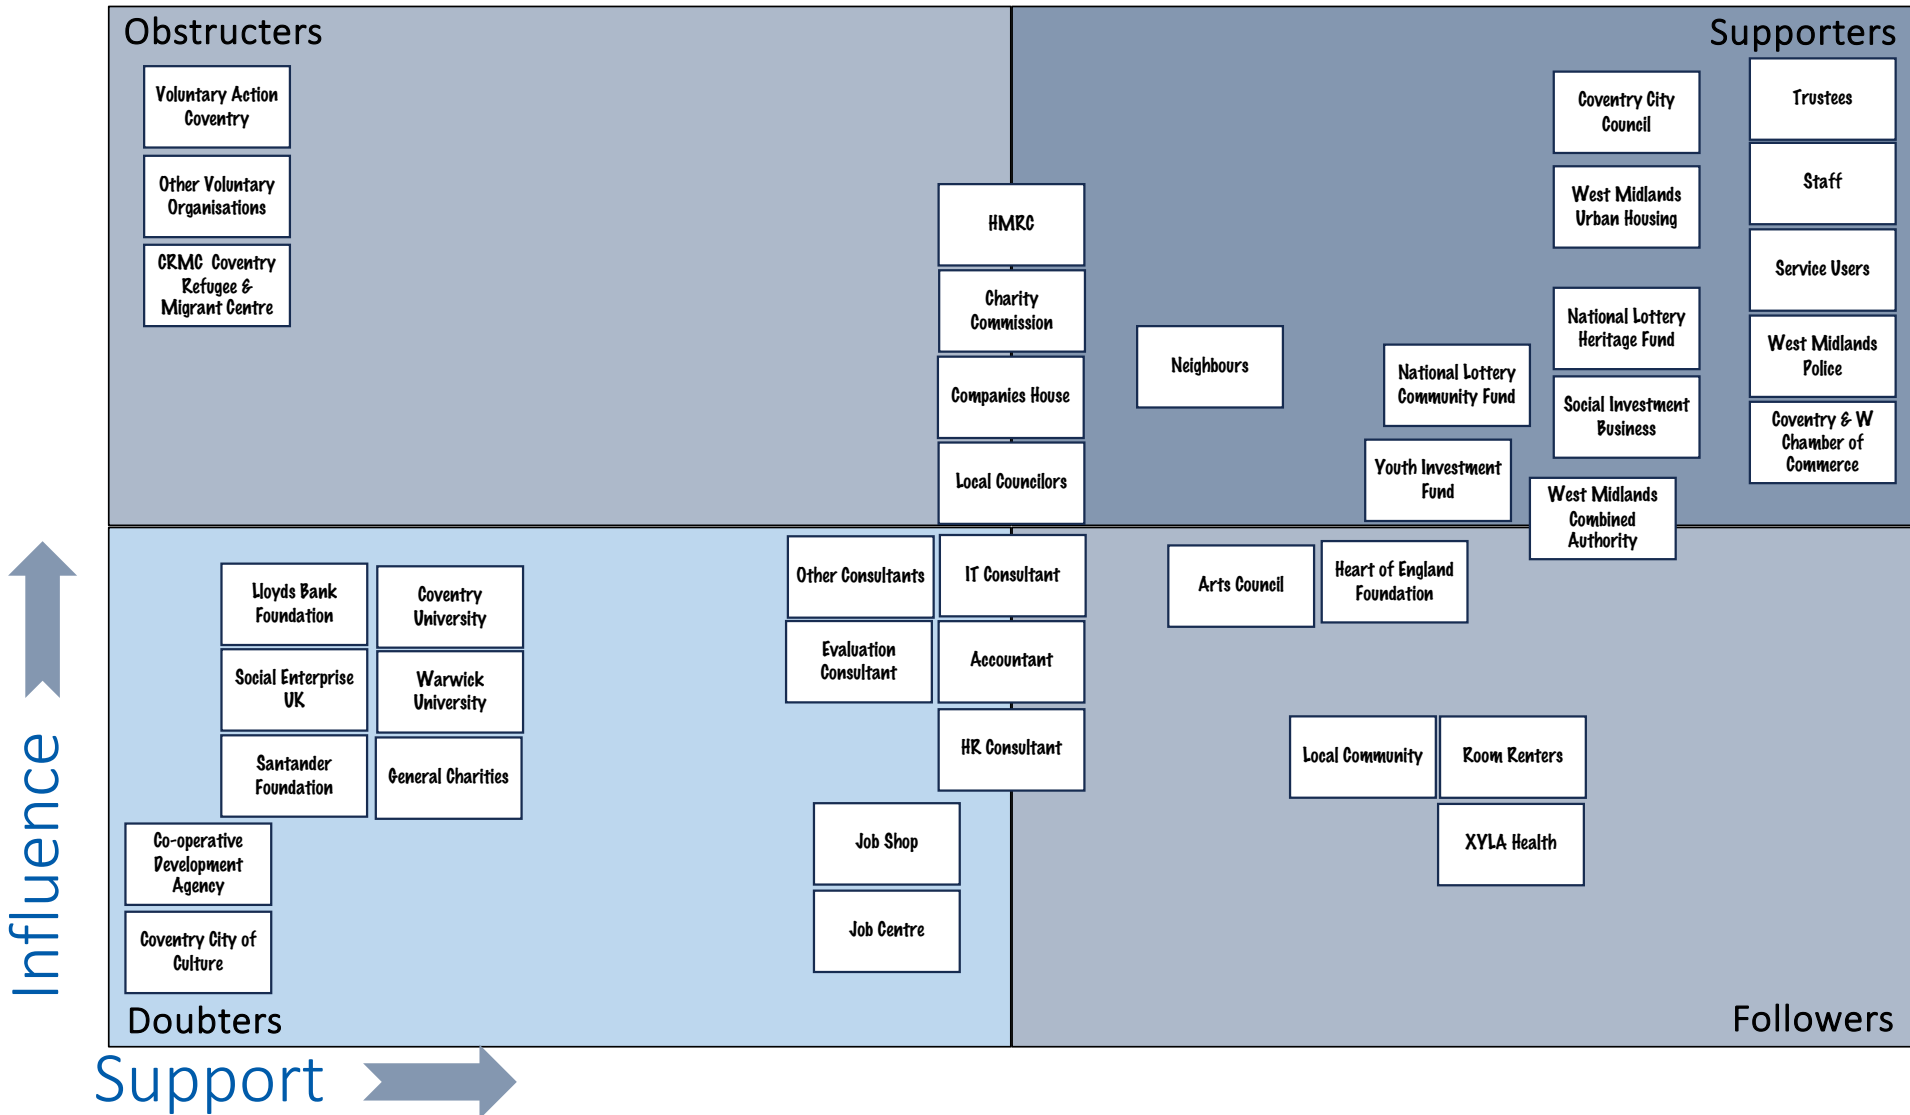 Obstructers
Voluntary Action
Coventry
Other Voluntary
Organisations
CRMC Coventry
Refugee &
Migrant Centre
HMRC
Charity
Commission
Companies House
Local Councilors
Supporters
Coventry City
Council
West Midlands
Urban Housing
National Lottery
Heritage Fund
Social Investment
Business
West Midlands
Combined
Authority
Trustees
Staff
Service Users
West Midlands
Police
Coventry & W
Chamber of
Commerce
Neighbours
National Lottery
Community Fund
Youth Investment
Fund
Lloyds Bank
Foundation
Social Enterprise
UK
Santander
Foundation
Coventry
University
Warwick
University
General Charities
Co-operative
Development
Agency
Coventry City of
Culture
Other Consultants
Evaluation
Consultant
IT Consultant
Accountant
HR Consultant
Job Shop
Job Centre
Doubters
Arts Council
Heart of England
Foundation
Local Community
Room Renters
XYLA Health
Followers
Influence
Support